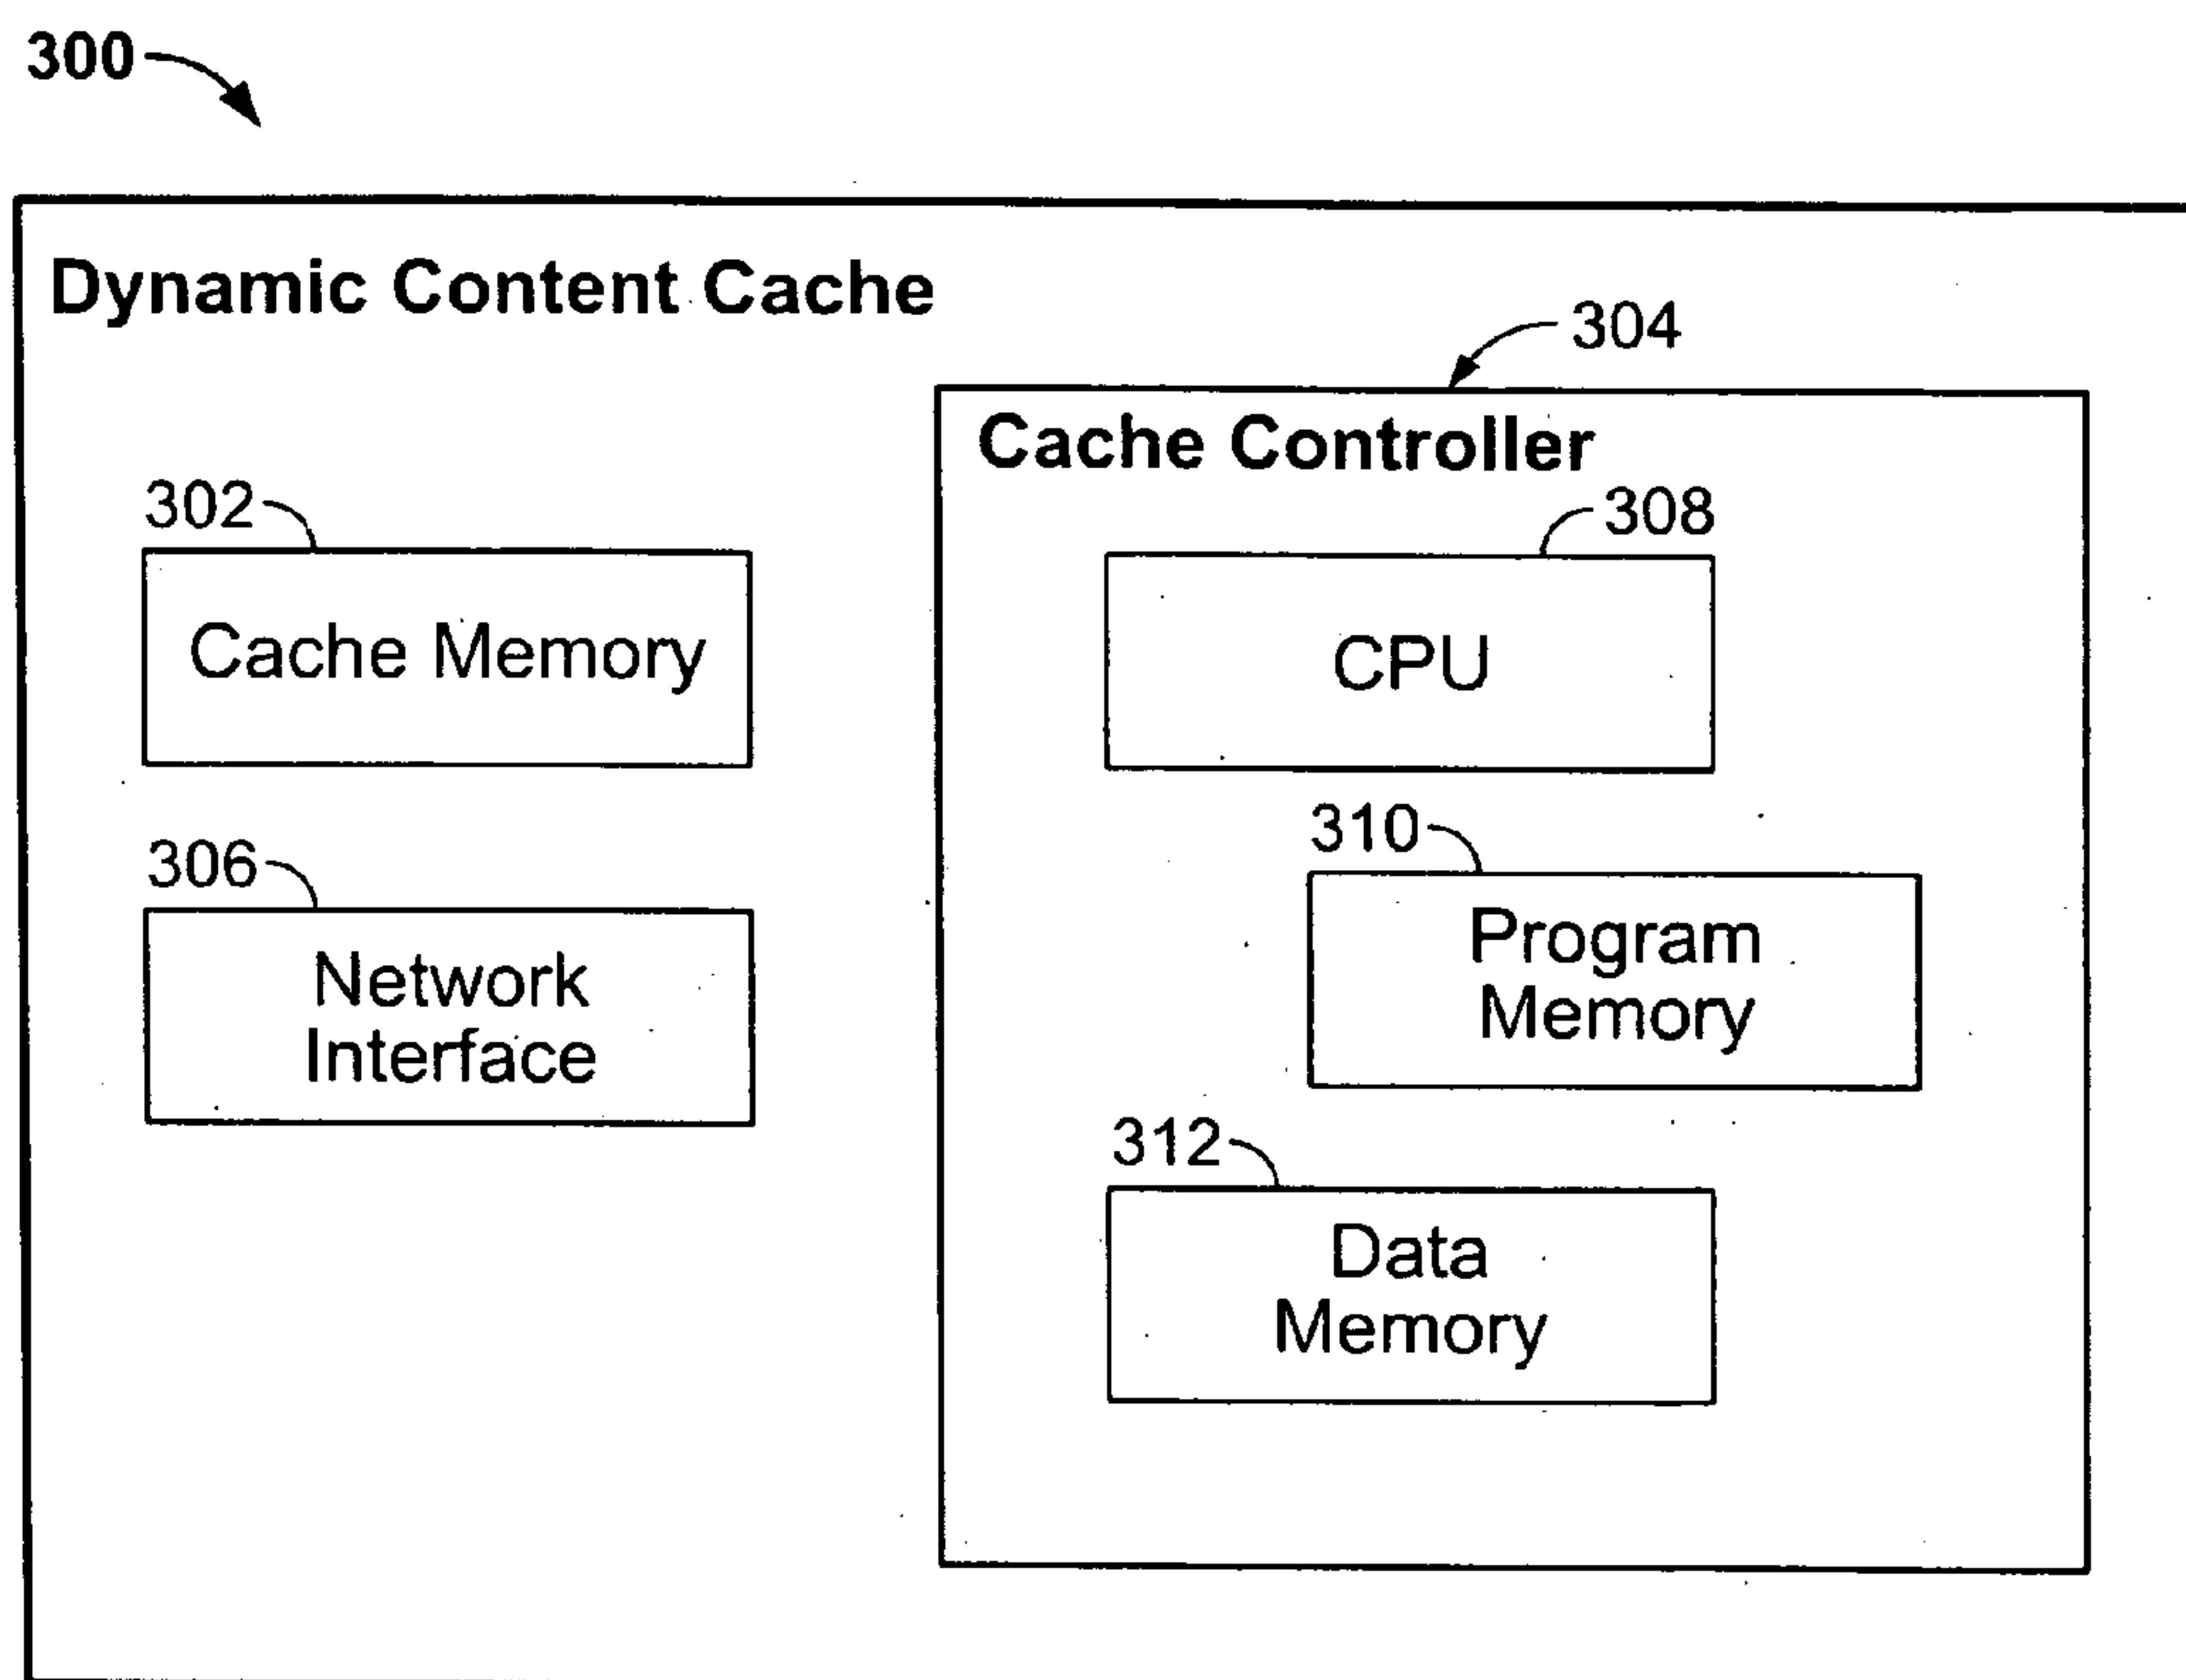 300
Dynamic Content Cache
304
Cache Controller
302
308
Cache Memory
CPU
310
306
Program
Memory
Network
Interface
312
Data
Memory